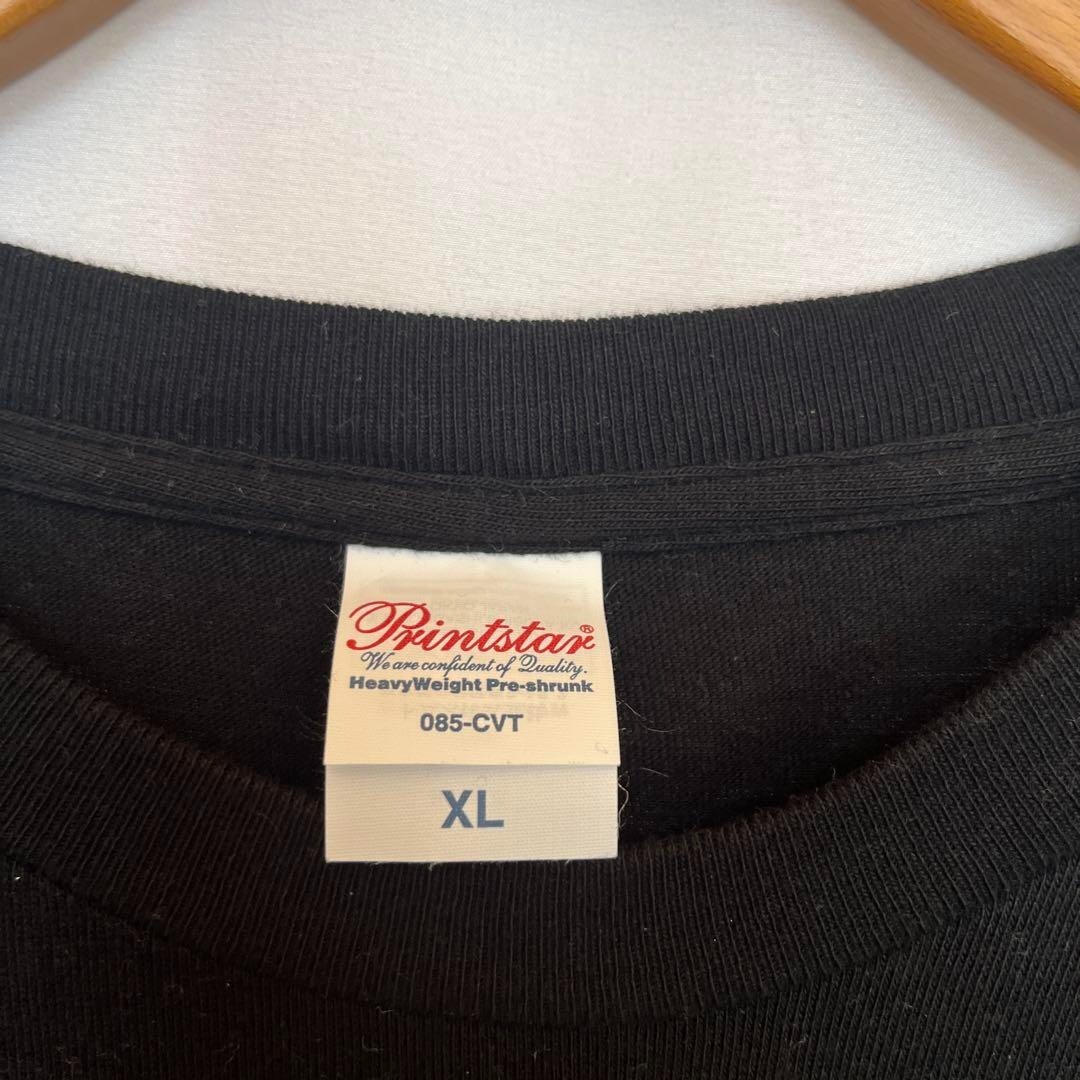 Printstar®
We are confident of Quality.
HeavyWeight Pre-shrunk
085-CVT
XL